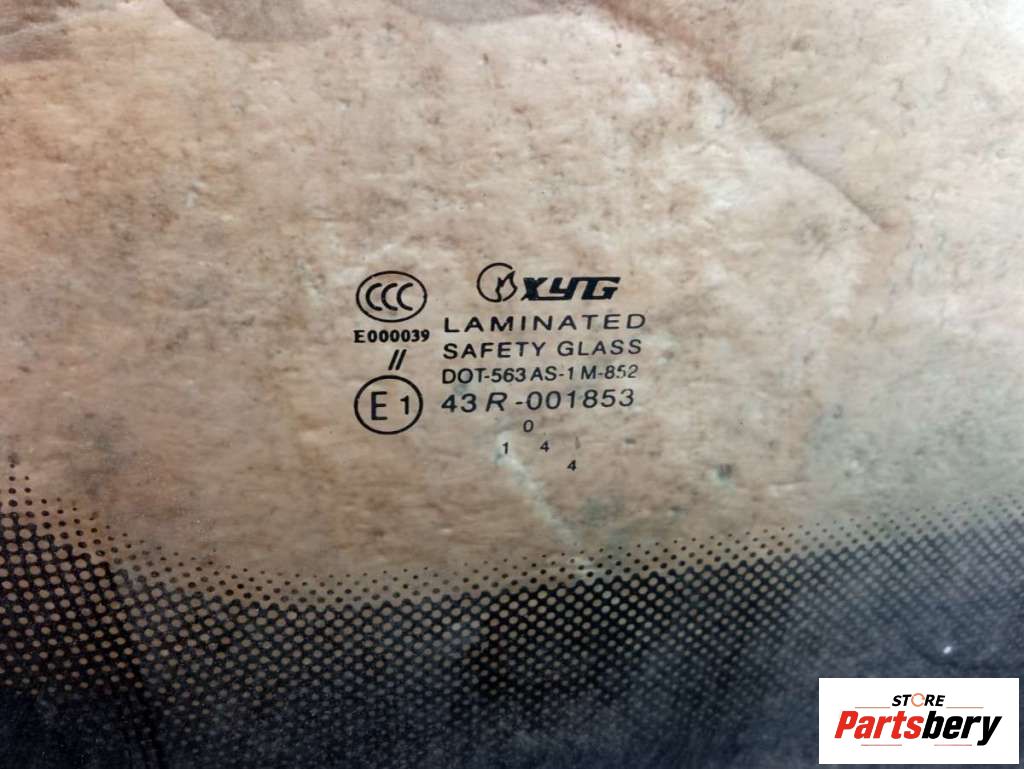 CCC
E000039
//
E1
XYG
LAMINATED
SAFETY GLASS
DOT-563 AS-1 M-852
43R-001853
0
1 4
4
STORE
Partsbery